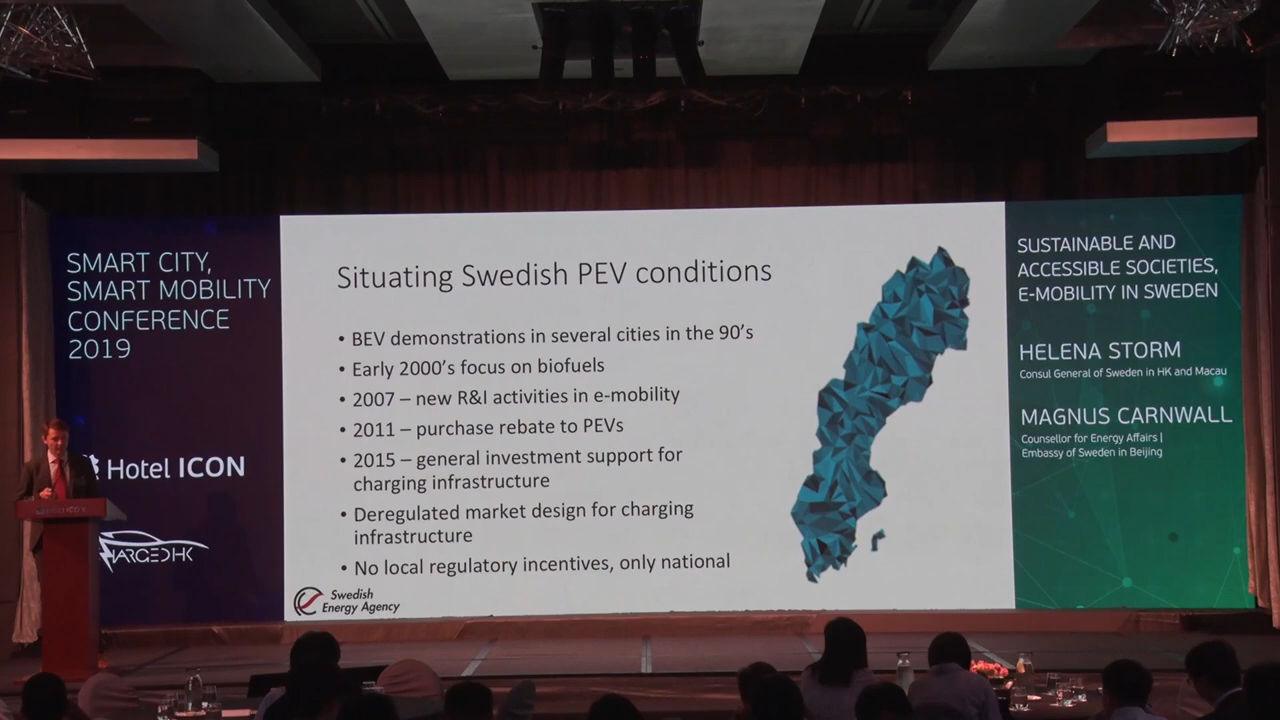 SMART CITY,
SMART MOBILITY
CONFERENCE
2019
Hotel ICON
HARGEDHK
Situating Swedish PEV conditions
• BEV demonstrations in several cities in the 90's
• Early 2000's focus on biofuels
• 2007 – new R&I activities in e-mobility
• 2011 – purchase rebate to PEVs
• 2015 – general investment support for
charging infrastructure
• Deregulated market design for charging
infrastructure
• No local regulatory incentives, only national
Swedish
Energy Agency
SUSTAINABLE AND
ACCESSIBLE SOCIETIES,
E-MOBILITY IN SWEDEN
HELENA STORM
Consul General of Sweden in HK and Macau
MAGNUS CARNWALL
Counsellor for Energy Affairs |
Embassy of Sweden in Beijing